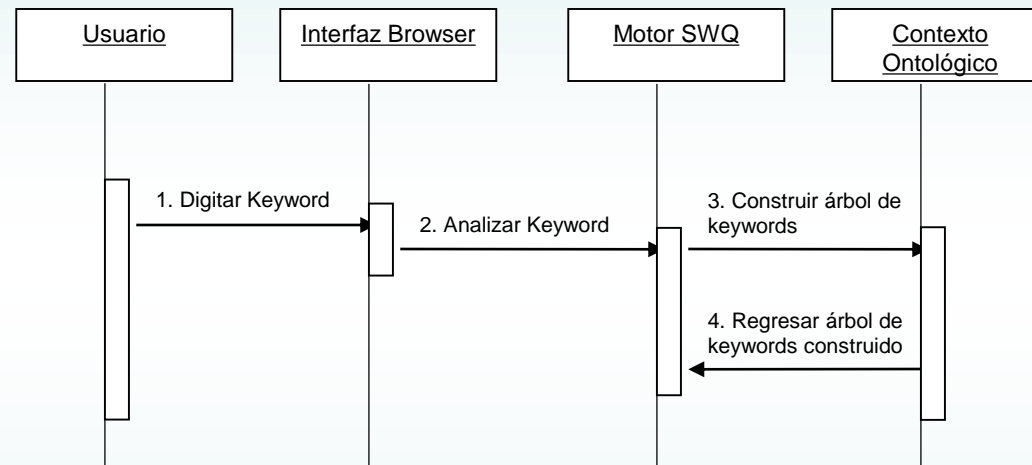 Usuario
Interfaz Browser
Motor SWQ
Contexto
Ontológico
1. Digitar Keyword
2. Analizar Keyword
3. Construir árbol de
keywords
4. Regresar árbol de
keywords construido